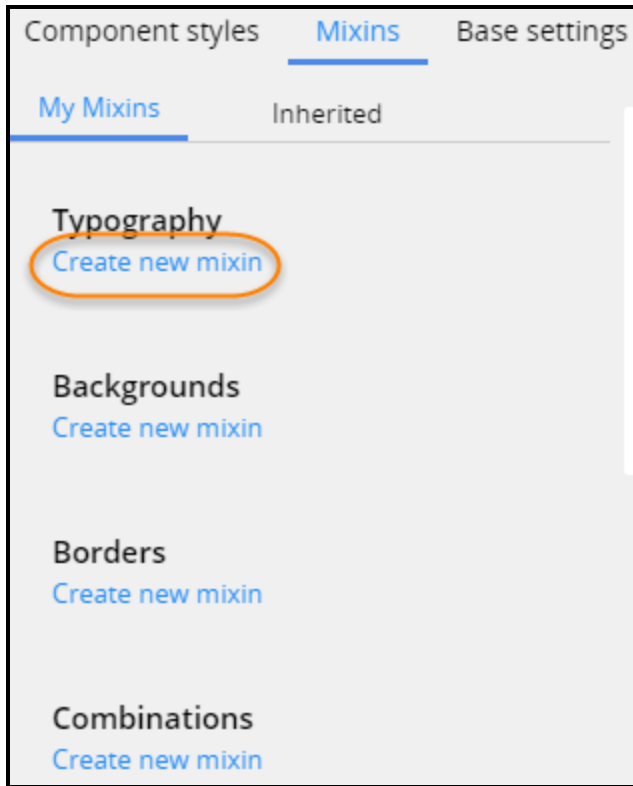 Component styles Mixins Base settings
My Mixins Inherited
Typography
Create new mixin
Backgrounds
Create new mixin
Borders
Create new mixin
Combinations
Create new mixin